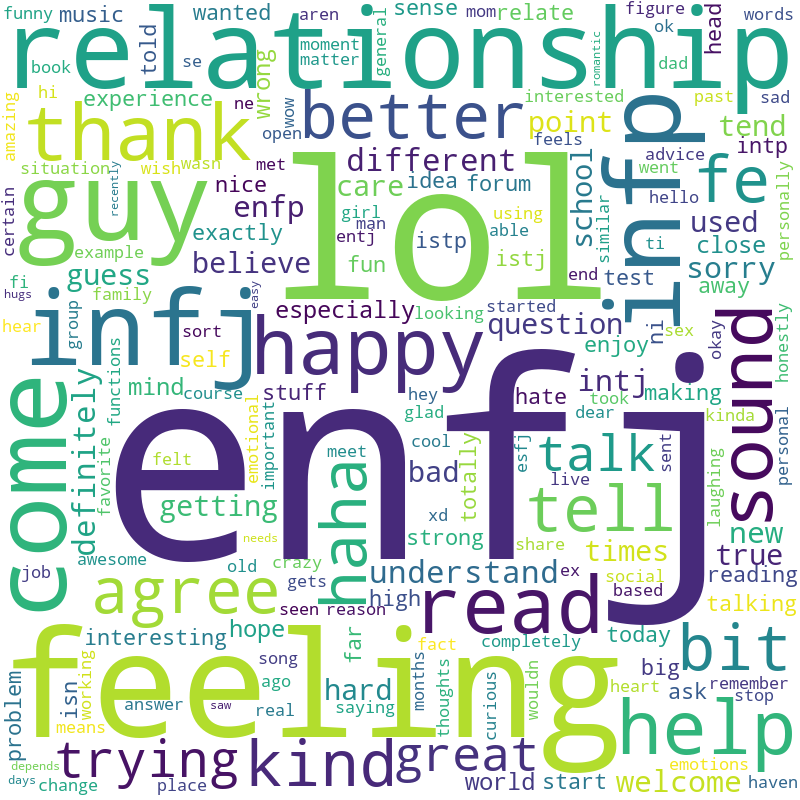 funny
music
told
se
wanted
aren
moment
matter
general
sense
relate
mom
romantic
figure
ok
dad
head
words
relationship
book
hi
experience
wrong
ne
wow
open
better
interested
point
past
sad
tend
intp
amazing
thank
feels
advice
went
personally
situation
recently
wish
wasn
met
different
infp
fe
hello
certain
guy
nice
care
idea
forum
school
similar
using
girl
man
able
used
enfp
lol
exactly
entj
istp
istj
ti
close
example
believe
fun
end
test
sorry
fi
guess
family
away
hugs
group
easy
especially
looking
started
ni
sex
okay
honestly
hear
infj
sort
happy
question
enjoy
sound
self
functions
come
definitely
mind
course
stuff
hey
hate
intj
making
took
favorite
emotional
important
glad
dear
kinda
enfj
felt
haha
meet
cool
esfj
talk
sent
laughing
personal
totally
bad
live
getting
xd
tell
awesome
needs
strong
share
times
new
true
job
old
crazy
understand
ex
social
reading
agree
gets
high
read
based
talking
seen
reason
interesting
hope
far
fact
completely
today
bit
feeling
song
months
thoughts
curious
wouldn
heart
big
ask
remember
stop
problem
isn
working
means
answer
ago
real
saw
hard
saying
help
depends
trying
kind
great
emotions
days
change
place
world
start
welcome
haven